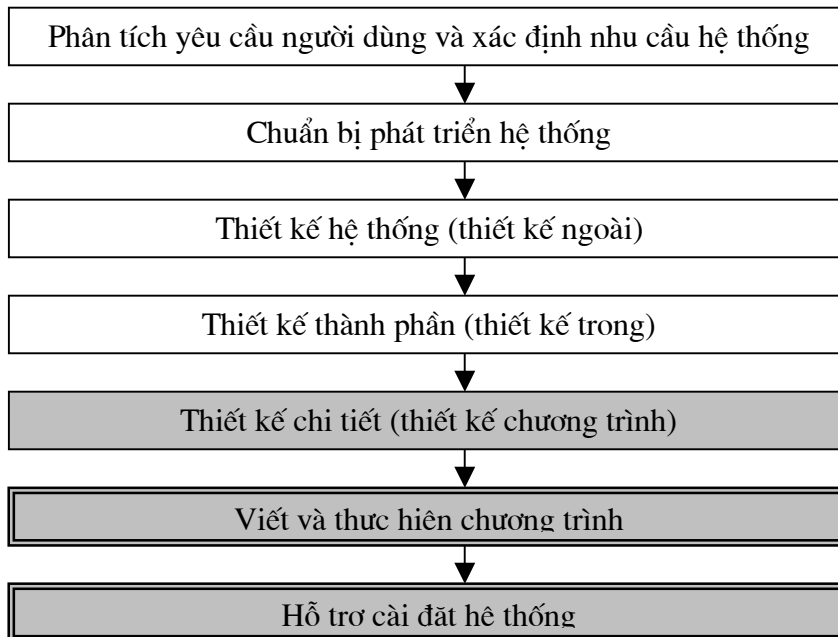 Phân tích yêu cầu người dùng và xác định nhu cầu hệ thống
Chuẩn bị phát triển hệ thống
Thiết kế hệ thống (thiết kế ngoài)
Thiết kế thành phần (thiết kế trong)
Thiết kế chi tiết (thiết kế chương trình)
Viết và thực hiện chương trình
Hỗ trợ cài đặt hệ thống